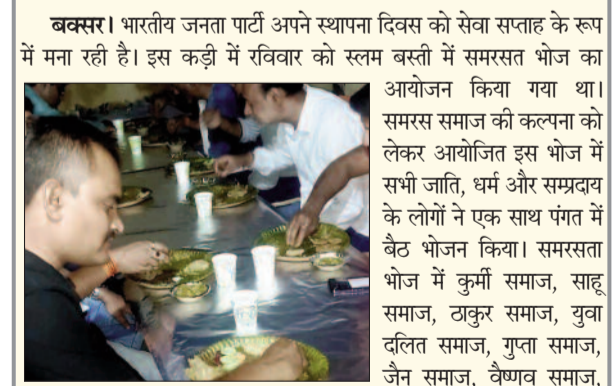 बक्सर। भारतीय जनता पार्टी अपने स्थापना दिवस को सेवा सप्ताह के रूप
में मना रही है। इस कड़ी में रविवार को स्लम बस्ती में समरसत भोज का
आयोजन किया गया था।
समरस समाज की कल्पना को
लेकर आयोजित इस भोज में
सभी जाति, धर्म और सम्प्रदाय
के लोगों ने एक साथ पंगत में
बैठ भोजन किया। समरसता
भोज में कुर्मी समाज, साहू
समाज, ठाकुर समाज, युवा
दलित समाज, गुप्ता समाज,
जैन समाज, वैष्णव समाज,